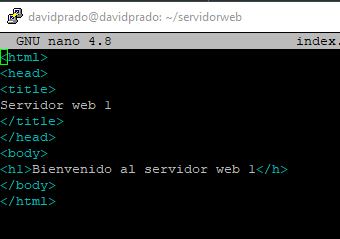 davidprado@davidprado: ~/servidorweb
GNU nano 4.8 index.
<html>
<head>
<title>
Servidor web 1
</title>
</head>
<body>
<h1>Bienvenido al servidor web 1</h>
</body>
</html>